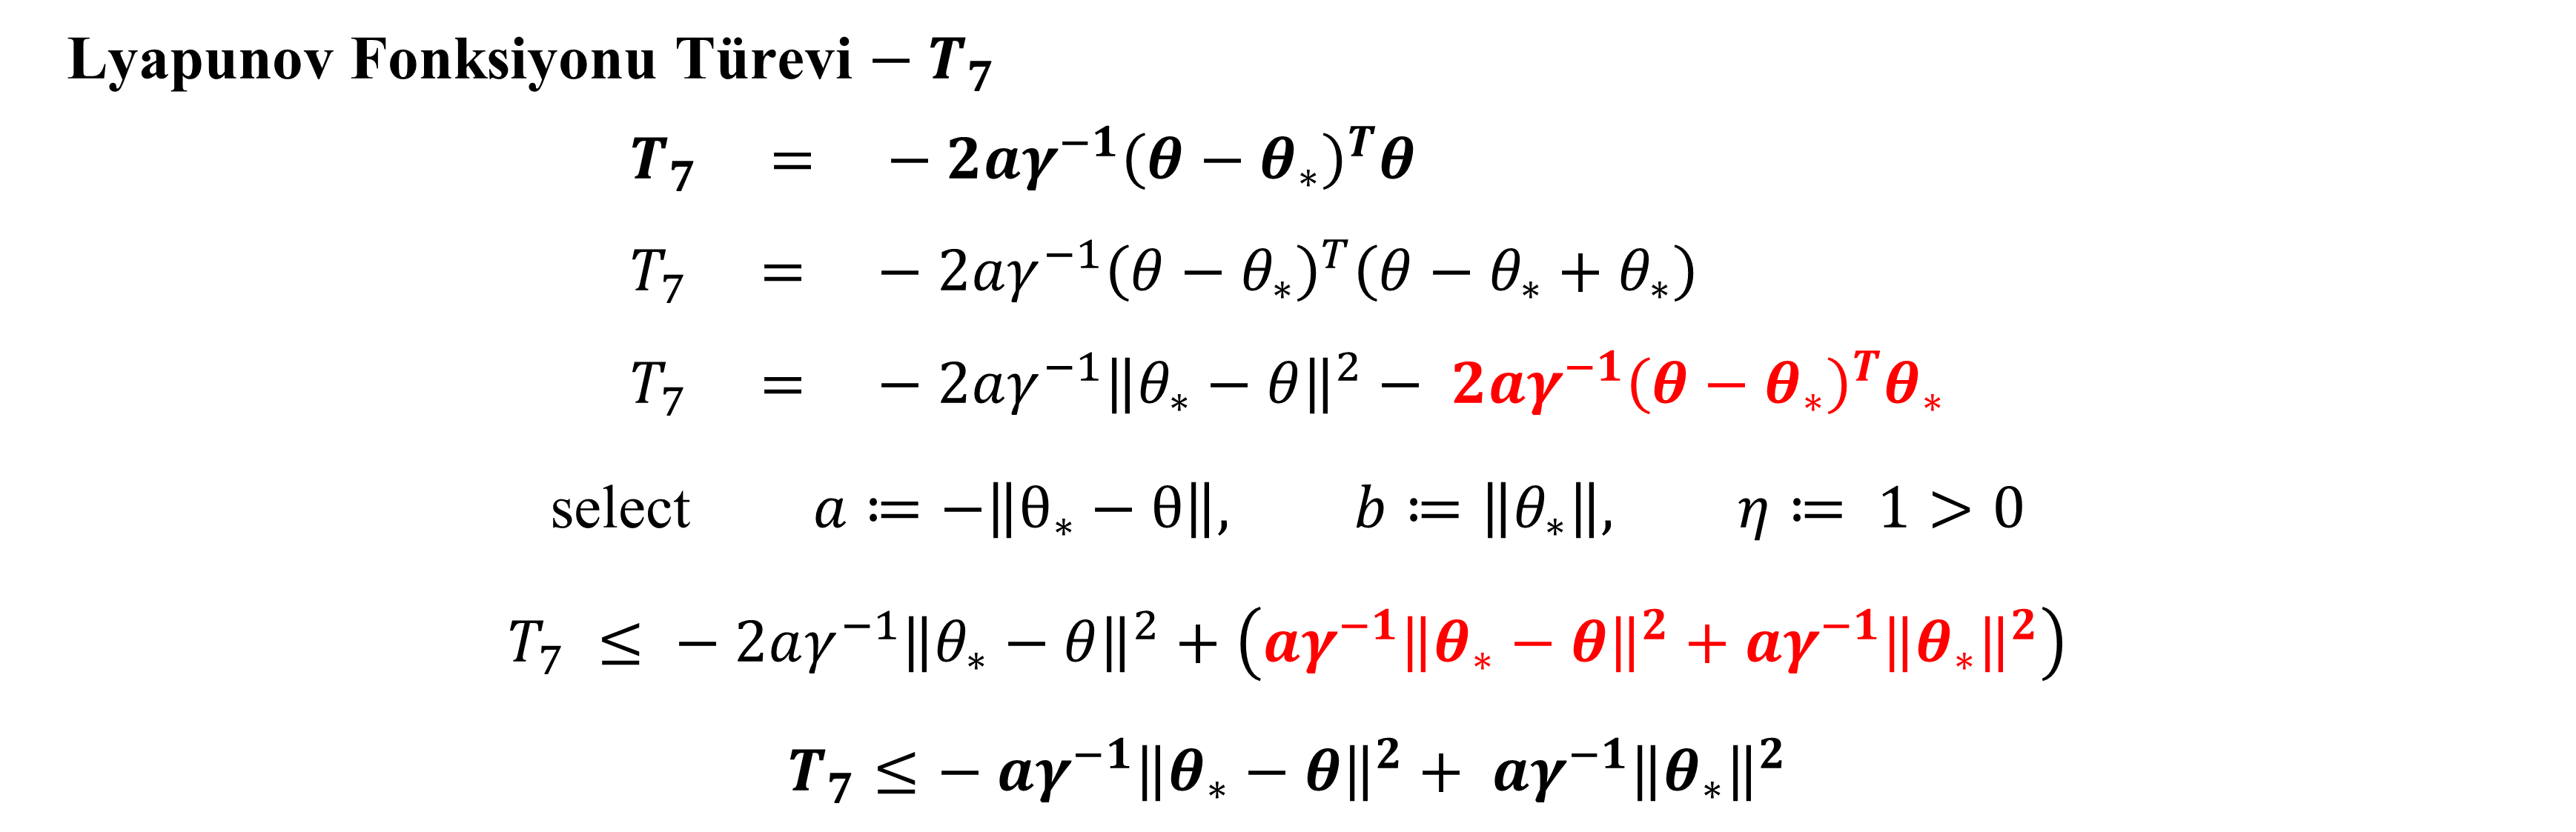 Lyapunov Fonksiyonu Türevi – T₇
T₇ = − 2aγ⁻¹(θ − θ∗)ᵀθ
T₇ = − 2aγ⁻¹(θ − θ∗)ᵀ(θ − θ∗ + θ∗)
T₇ = − 2aγ⁻¹‖θ∗ − θ‖² − 2aγ⁻¹(θ − θ∗)ᵀθ∗
select a ≔ −‖θ∗ − θ‖, b ≔ ‖θ∗‖, η ≔ 1 > 0
T₇ ≤ − 2aγ⁻¹‖θ∗ − θ‖² + (aγ⁻¹‖θ∗ − θ‖² + aγ⁻¹‖θ∗‖²)
T₇ ≤ − aγ⁻¹‖θ∗ − θ‖² + aγ⁻¹‖θ∗‖²